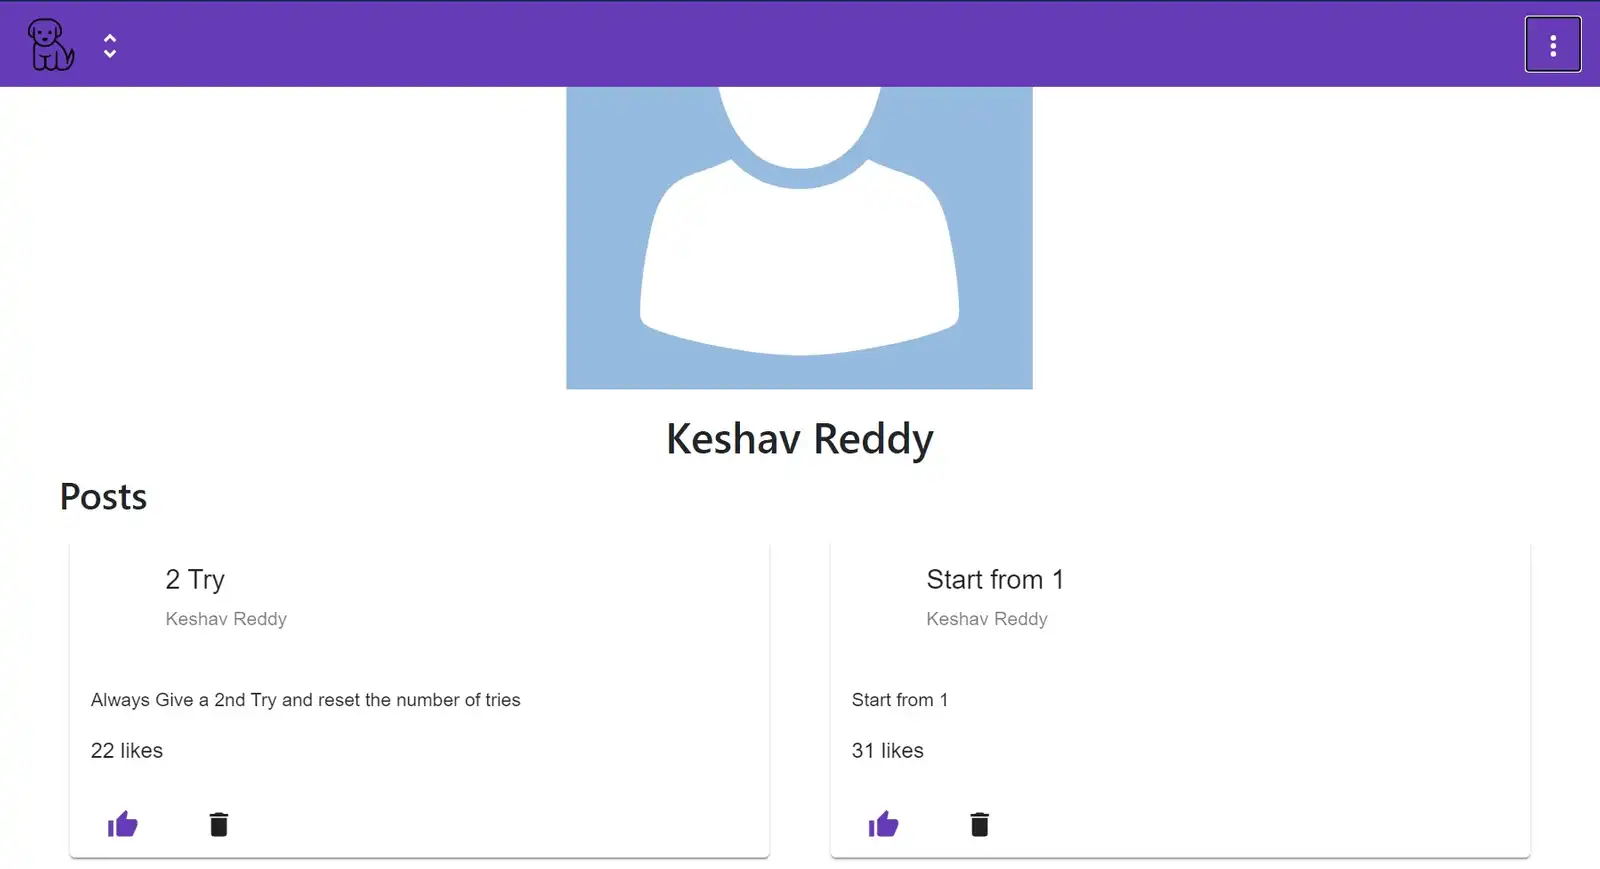 Keshav Reddy
Posts
2 Try
Keshav Reddy
Always Give a 2nd Try and reset the number of tries
22 likes
Start from 1
Keshav Reddy
Start from 1
31 likes